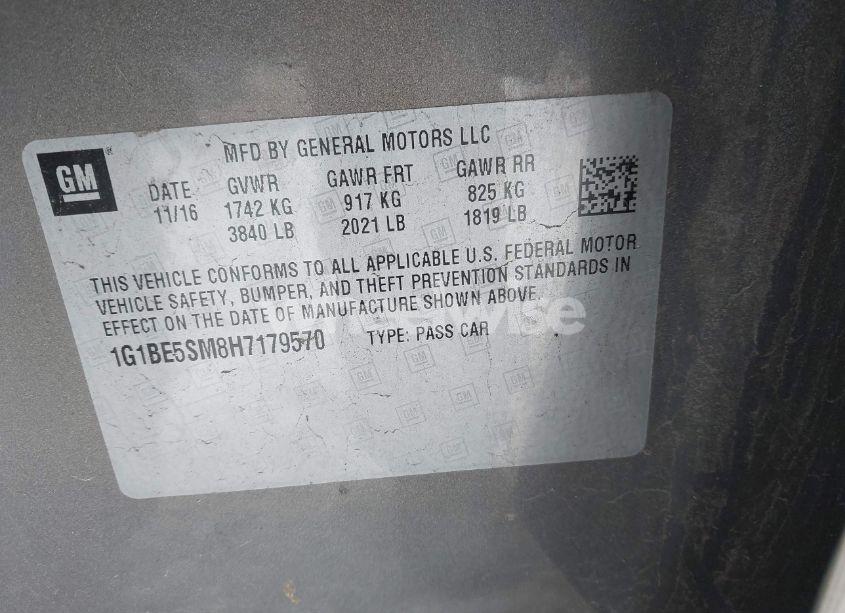 GM
MFD BY GENERAL MOTORS LLC
DATE GVWR GAWR FRT GAWR RR
11/16 1742 KG 917 KG 825 KG
3840 LB 2021 LB 1819 LB
THIS VEHICLE CONFORMS TO ALL APPLICABLE U.S. FEDERAL MOTOR
VEHICLE SAFETY, BUMPER, AND THEFT PREVENTION STANDARDS IN
EFFECT ON THE DATE OF MANUFACTURE SHOWN ABOVE.
1G1BE5SM8H7179570 TYPE: PASS CAR